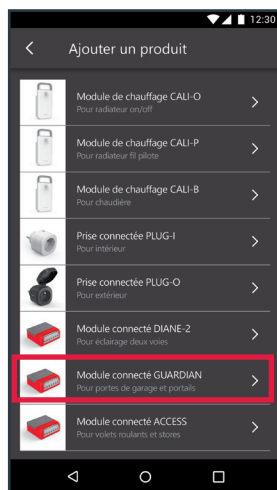 12:30
Ajouter un produit
Module de chauffage CALI-O
Pour radiateur on/off
Module de chauffage CALI-P
Pour radiateur fil pilote
Module de chauffage CALI-B
Pour chaudière
Prise connectée PLUG-I
Pour intérieur
Prise connectée PLUG-O
Pour extérieur
Module connecté DIANE-2
Pour éclairage deux voies
Module connecté GUARDIAN
Pour portes de garage et portails
Module connecté ACCESS
Pour volets roulants et stores